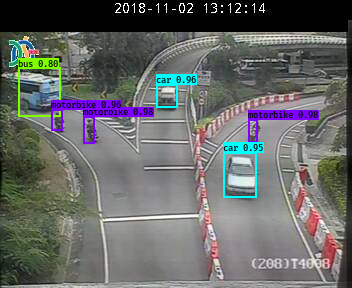 2018-11-02 13:12:14
bus 0.80
car 0.96
motorbike 0.96
motorbike 0.98
motorbike 0.98
car 0.95
(208)T4008